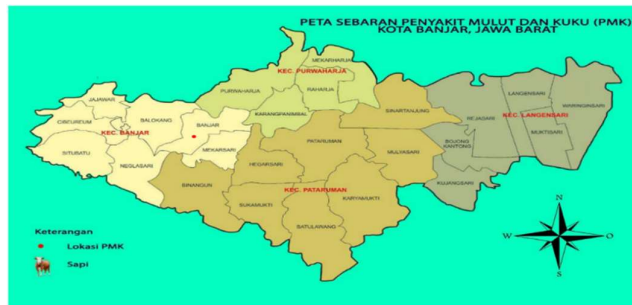 PETA SEBARAN PENYAKIT MULUT DAN KUKU (PMK)
KOTA BANJAR, JAWA BARAT
MEKARHARJA
KEC. PURWAHARJA
PURWAHARJA
RAHARJA
KARANGPANIMBAL
JAJAWAR
CIBEUREUM
BALOKANG
BANJAR
KEC. BANJAR
SITUBATU
NEGLASARI
MEKARSARI
SINARTANJUNG
LANGENSARI
WARINGINSARI
REJASARI
KEC. LANGENSARI
MUKTISARI
BOJONG
KANTONG
KUJANGSARI
PATARUMAN
MULYASARI
HEGARSARI
BINANGUN
KEC. PATARUMAN
SUKAMUKTI
KARYAMUKTI
BATULAWANG
Keterangan
Lokasi PMK
Sapi
N
W
O
S